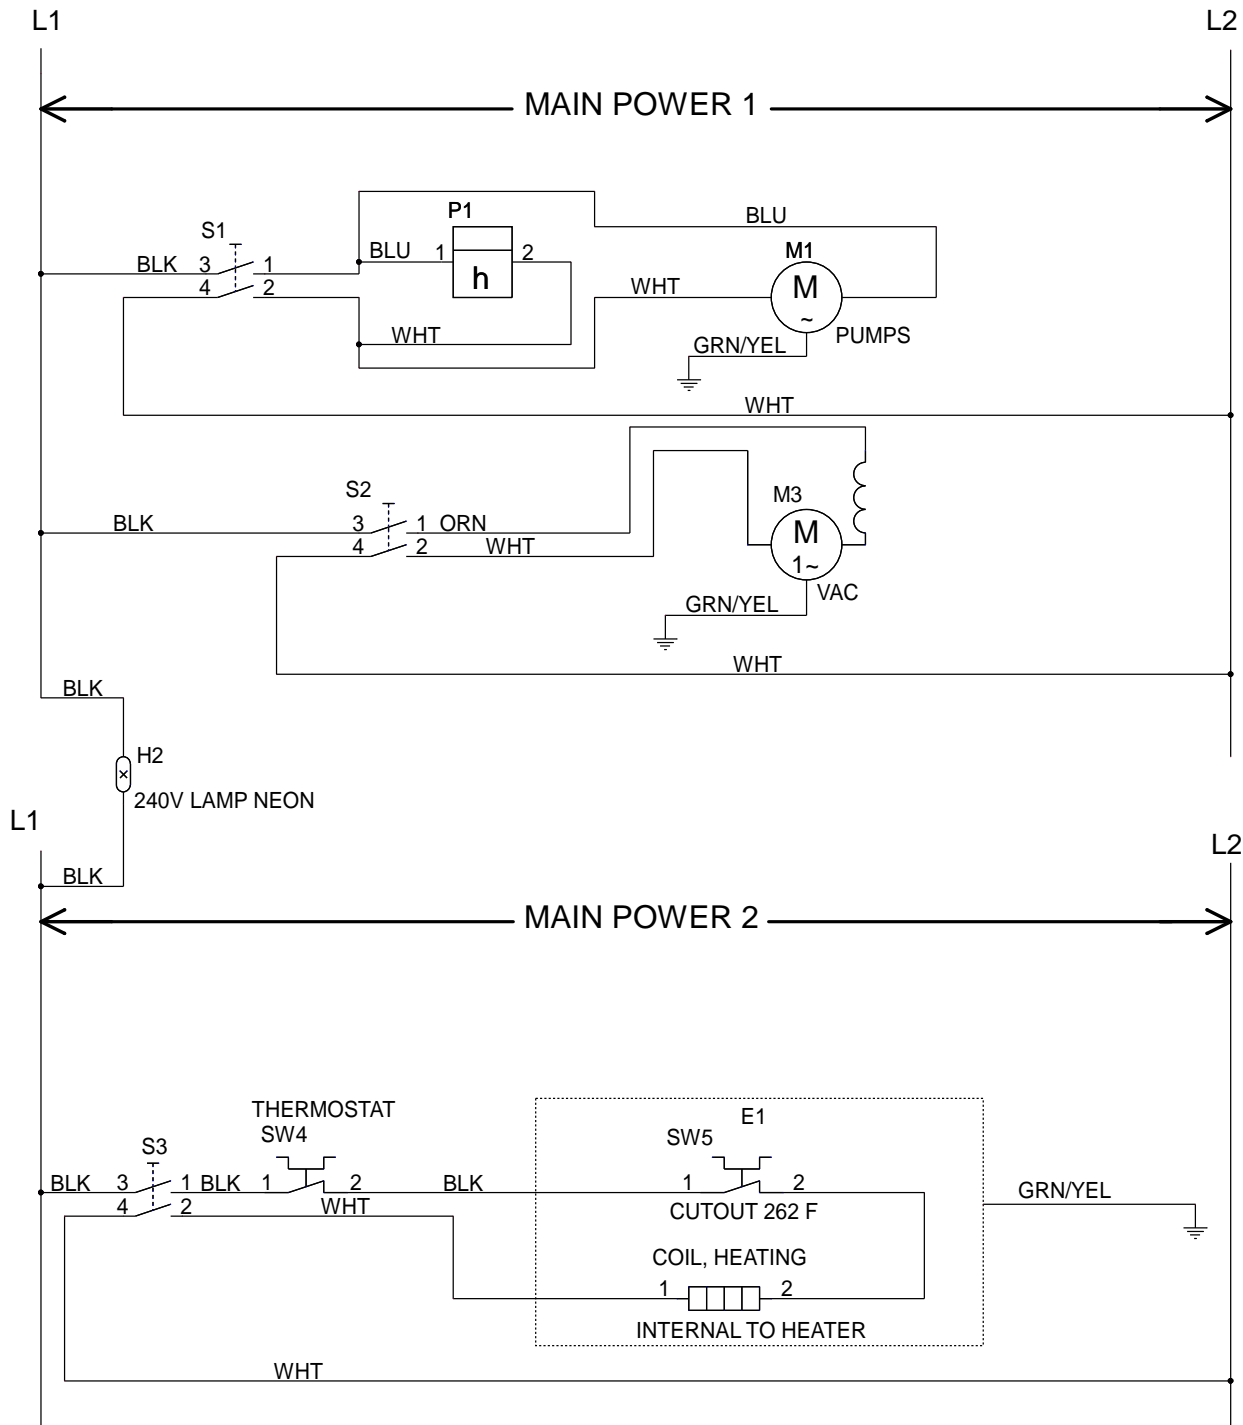 L1 L2
MAIN POWER 1
P1
BLU
S1
BLU 1 2
M1
BLK 3 1
h
M
4 2
WHT
~
WHT
PUMPS
GRN/YEL
WHT
S2
M3
BLK 3 1 ORN
M
4 2 WHT
1~
VAC
GRN/YEL
WHT
BLK
H2
240V LAMP NEON
L1
L2
BLK
MAIN POWER 2
THERMOSTAT
E1
SW4
SW5
S3
BLK 3 1 BLK 1 2 BLK 1 2
GRN/YEL
4 2 WHT
CUTOUT 262 F
COIL, HEATING
1 2
INTERNAL TO HEATER
WHT